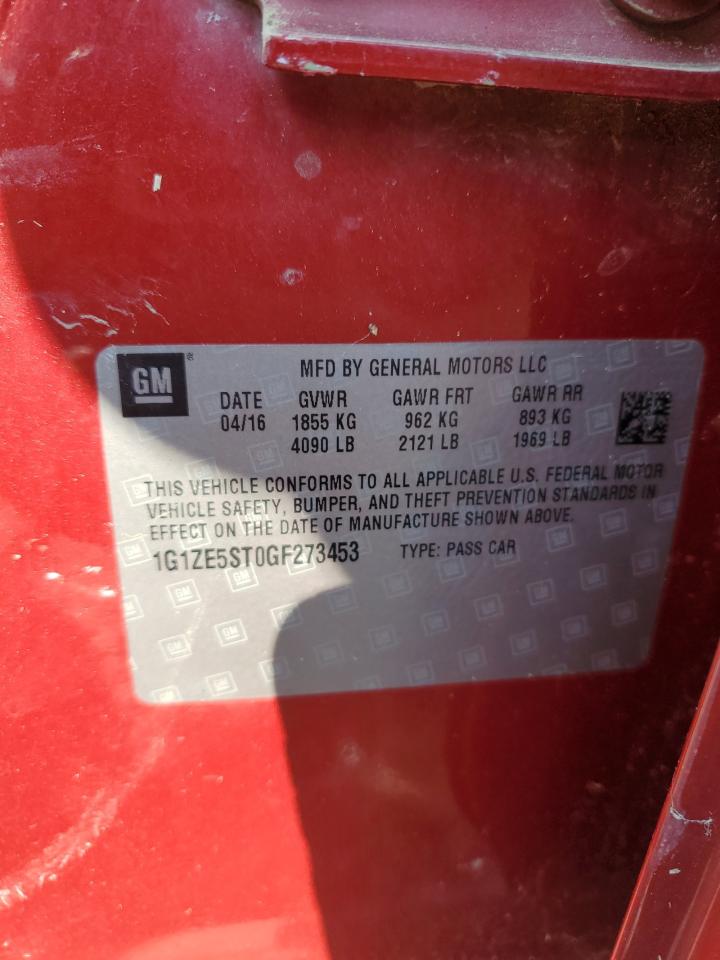 GM
MFD BY GENERAL MOTORS LLC
DATE GVWR GAWR FRT GAWR RR
04/16 1855 KG 962 KG 893 KG
4090 LB 2121 LB 1969 LB
THIS VEHICLE CONFORMS TO ALL APPLICABLE U.S. FEDERAL MOTOR
VEHICLE SAFETY, BUMPER, AND THEFT PREVENTION STANDARDS IN
EFFECT ON THE DATE OF MANUFACTURE SHOWN ABOVE.
1G1ZE5ST0GF273453 TYPE: PASS CAR